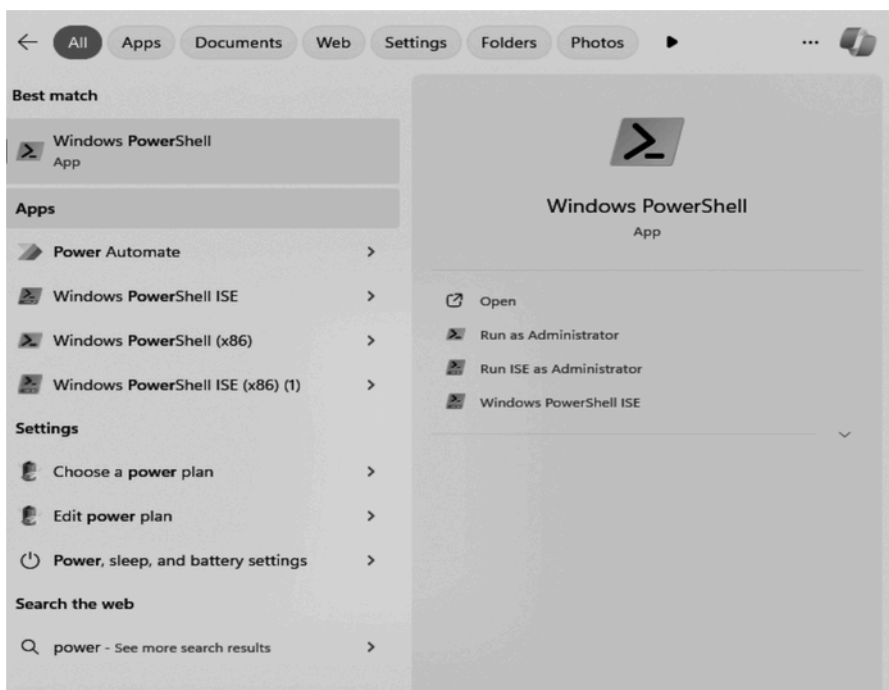 All Apps Documents Web Settings Folders Photos
Best match
Windows PowerShell
App
Apps
Power Automate
Windows PowerShell ISE
Windows PowerShell (x86)
Windows PowerShell ISE (x86) (1)
Settings
Choose a power plan
Edit power plan
Power, sleep, and battery settings
Search the web
power - See more search results
Windows PowerShell
App
Open
Run as Administrator
Run ISE as Administrator
Windows PowerShell ISE